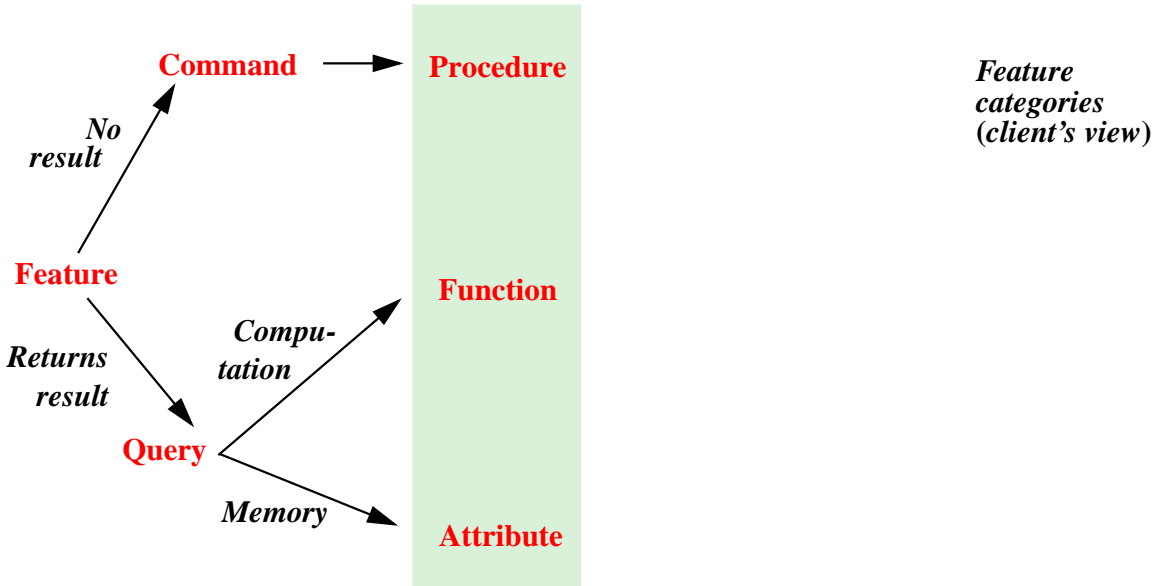 Command
Procedure
Feature
categories
(client's view)
No
result
Feature
Function
Compu-
tation
Returns
result
Query
Memory
Attribute